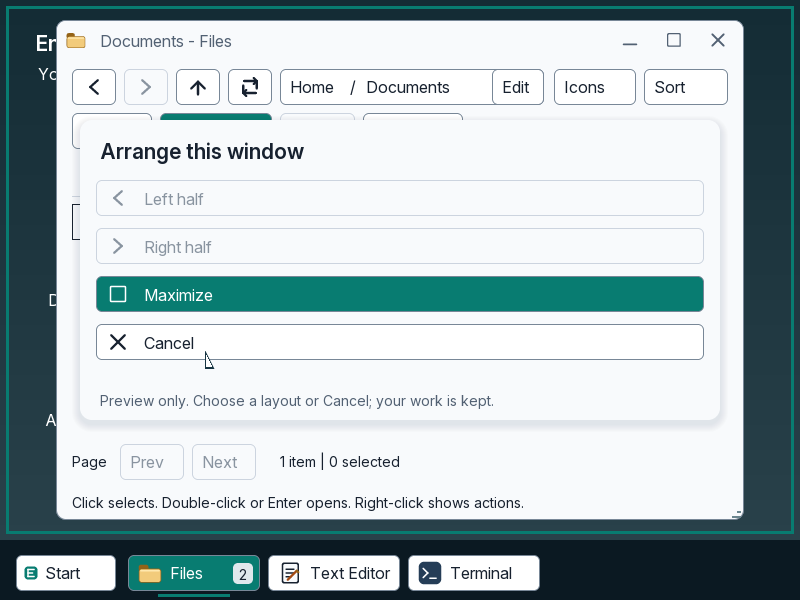 Documents - Files
Home / Documents
Edit
Icons
Sort
Arrange this window
Left half
Right half
Maximize
Cancel
Preview only. Choose a layout or Cancel; your work is kept.
Page
Prev
Next
1 item | 0 selected
Click selects. Double-click or Enter opens. Right-click shows actions.
Start
Files
2
Text Editor
Terminal